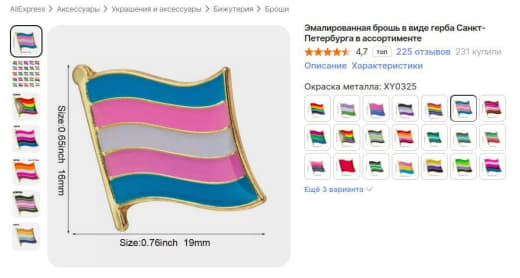 AliExpress > Аксессуары > Украшения и аксессуары > Бижутерия > Броши
Эмалированная брошь в виде герба Санкт-
Петербурга в ассортименте
4,7 топ 225 отзывов 231 купили
Описание Характеристики
Окраска металла: XY0325
Ещё 3 варианта
Size:0.65inch 16mm
Size:0.76inch 19mm